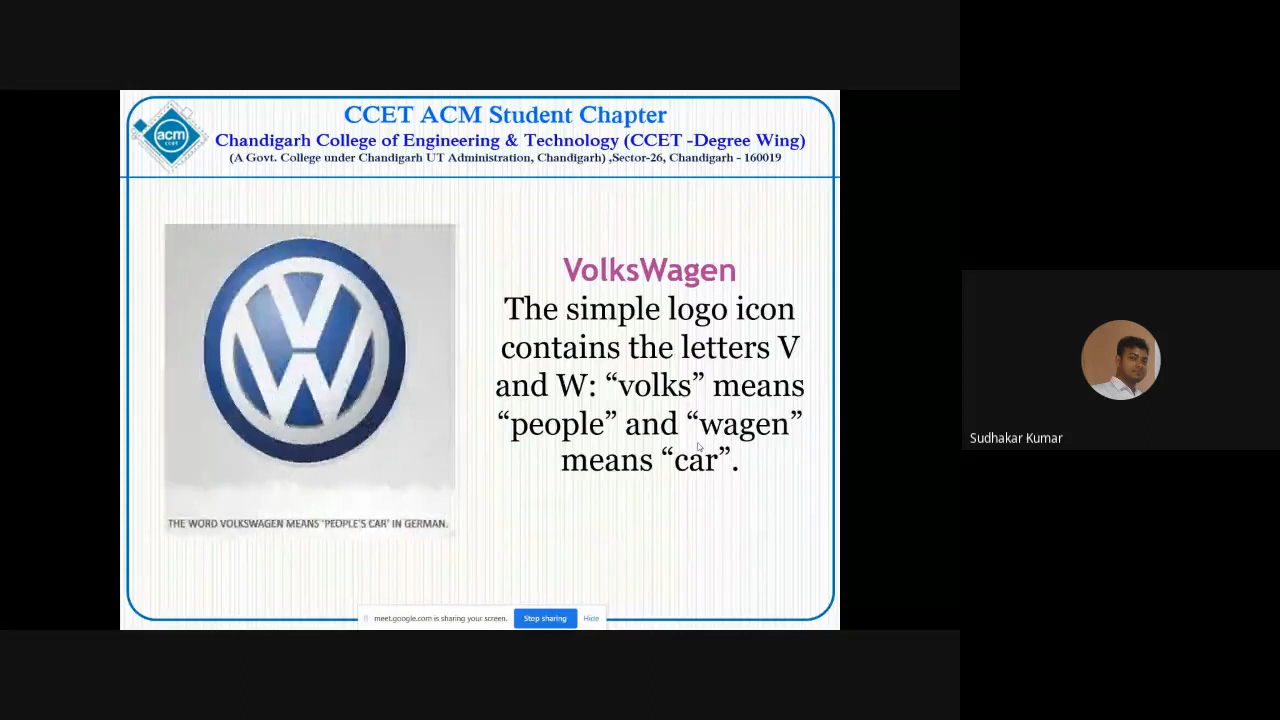 CCET ACM Student Chapter
Chandigarh College of Engineering & Technology (CCET -Degree Wing)
(A Govt. College under Chandigarh UT Administration, Chandigarh) ,Sector-26, Chandigarh - 160019
acm
ccet
VolksWagen
The simple logo icon
contains the letters V
and W: “volks” means
“people” and “wagen”
means “car”.
THE WORD VOLKSWAGEN MEANS 'PEOPLE'S CAR' IN GERMAN.
meet.google.com is sharing your screen.
Stop sharing
Hide
Sudhakar Kumar